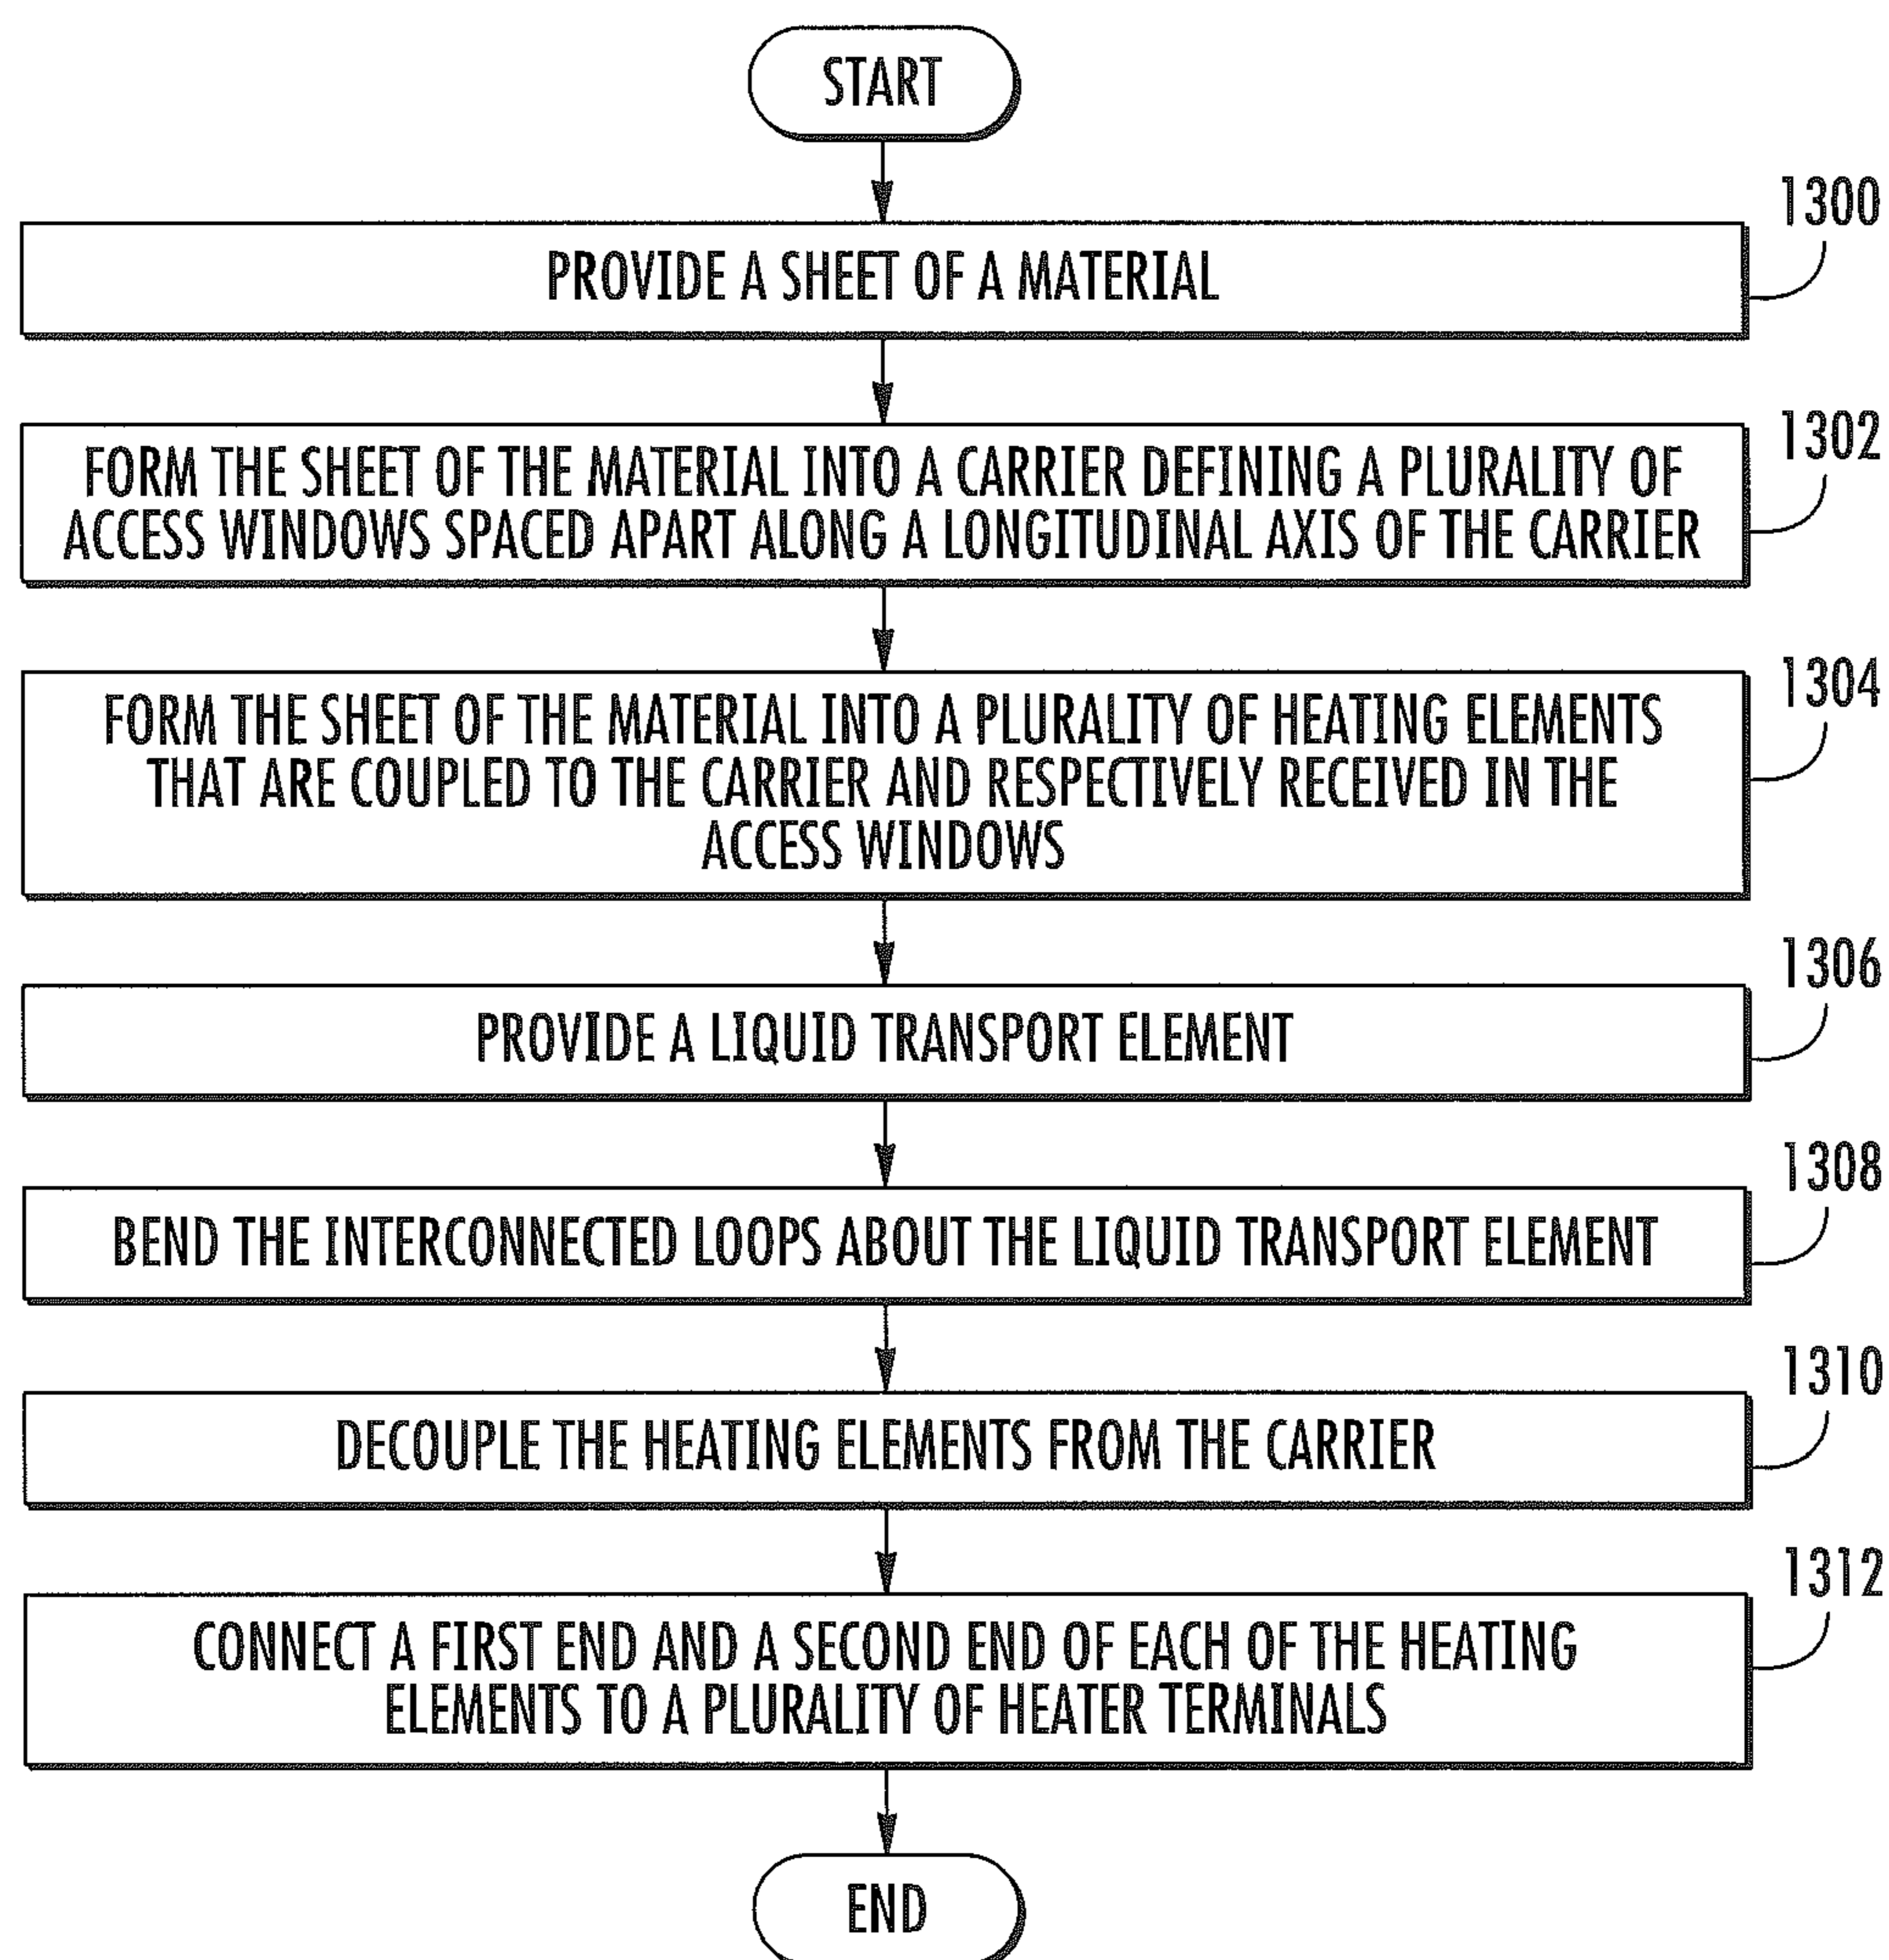 START
1300
PROVIDE A SHEET OF A MATERIAL
1302
FORM THE SHEET OF THE MATERIAL INTO A CARRIER DEFINING A PLURALITY OF
ACCESS WINDOWS SPACED APART ALONG A LONGITUDINAL AXIS OF THE CARRIER
1304
FORM THE SHEET OF THE MATERIAL INTO A PLURALITY OF HEATING ELEMENTS
THAT ARE COUPLED TO THE CARRIER AND RESPECTIVELY RECEIVED IN THE
ACCESS WINDOWS
1306
PROVIDE A LIQUID TRANSPORT ELEMENT
1308
BEND THE INTERCONNECTED LOOPS ABOUT THE LIQUID TRANSPORT ELEMENT
1310
DECOUPLE THE HEATING ELEMENTS FROM THE CARRIER
1312
CONNECT A FIRST END AND A SECOND END OF EACH OF THE HEATING
ELEMENTS TO A PLURALITY OF HEATER TERMINALS
END